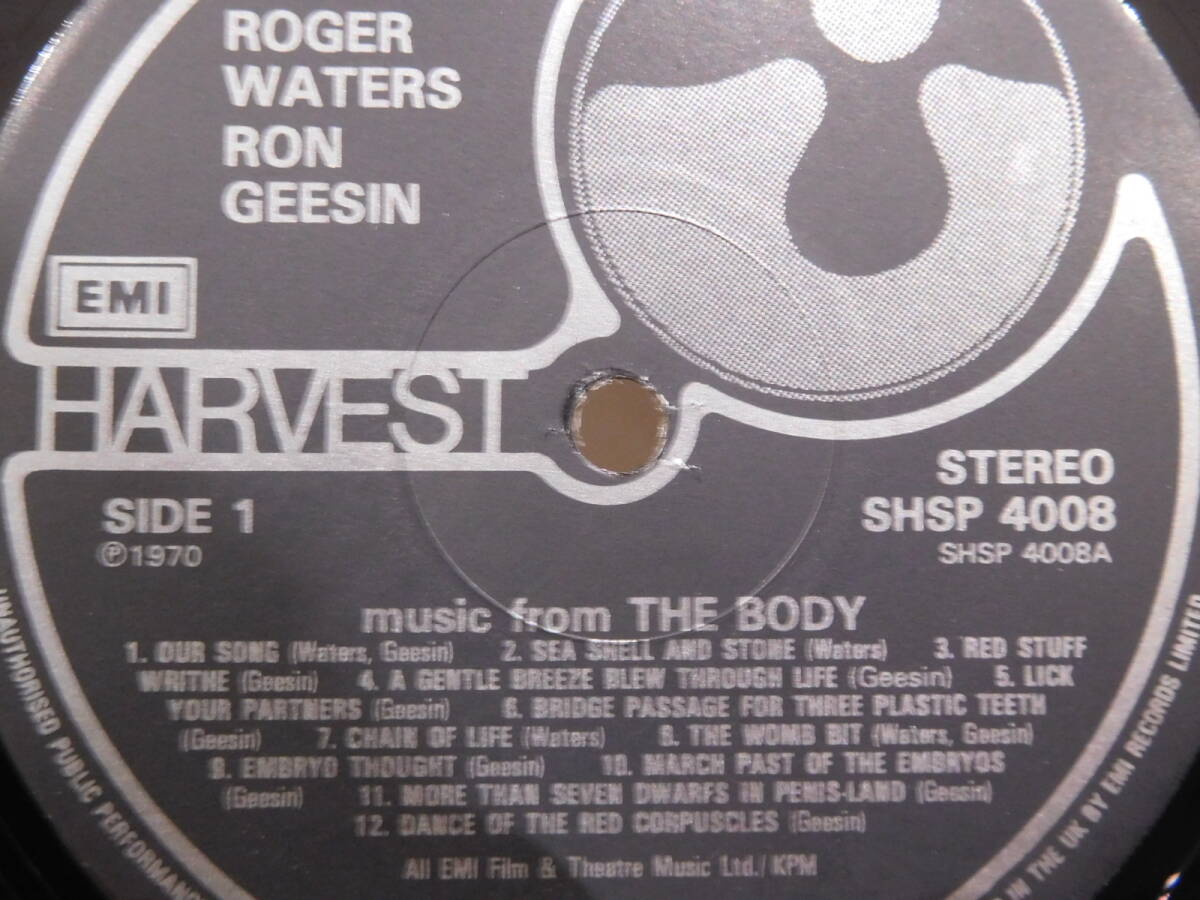 ROGER
WATERS
RON
GEESIN
EMI
HARVEST
STEREO
SIDE 1
SHSP 4008
℗1970
SHSP 4008A
music from THE BODY
1. OUR SONG (Waters, Geesin) 2. SEA SHELL AND STONE (Waters) 3. RED STUFF
WRITHE (Geesin) 4. A GENTLE BREEZE BLEW THROUGH LIFE (Geesin) 5. LICK
YOUR PARTNERS (Geesin) 6. BRIDGE PASSAGE FOR THREE PLASTIC TEETH
(Geesin) 7. CHAIN OF LIFE (Waters) 8. THE WOMB BIT (Waters, Geesin)
9. EMBRYO THOUGHT (Geesin) 10. MARCH PAST OF THE EMBRYOS
(Geesin) 11. MORE THAN SEVEN DWARFS IN PENIS-LAND (Geesin)
12. DANCE OF THE RED CORPUSCLES (Geesin)
All EMI Film & Theatre Music Ltd./KPM
UNAUTHORISED PUBLIC PERFORMANC
IN THE UK BY EMI RECORDS LIMITED